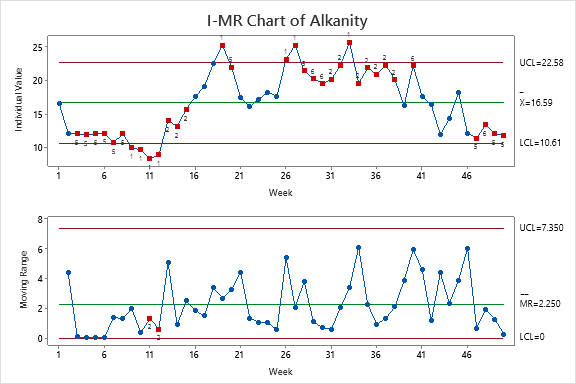 I-MR Chart of Alkanity
Individual Value
25
20
15
10
UCL=22.58
_
X=16.59
LCL=10.61
1 6 11 16 21 26 31 36 41 46
Week
Moving Range
8
6
4
2
0
UCL=7.350
__
MR=2.250
LCL=0
1 6 11 16 21 26 31 36 41 46
Week